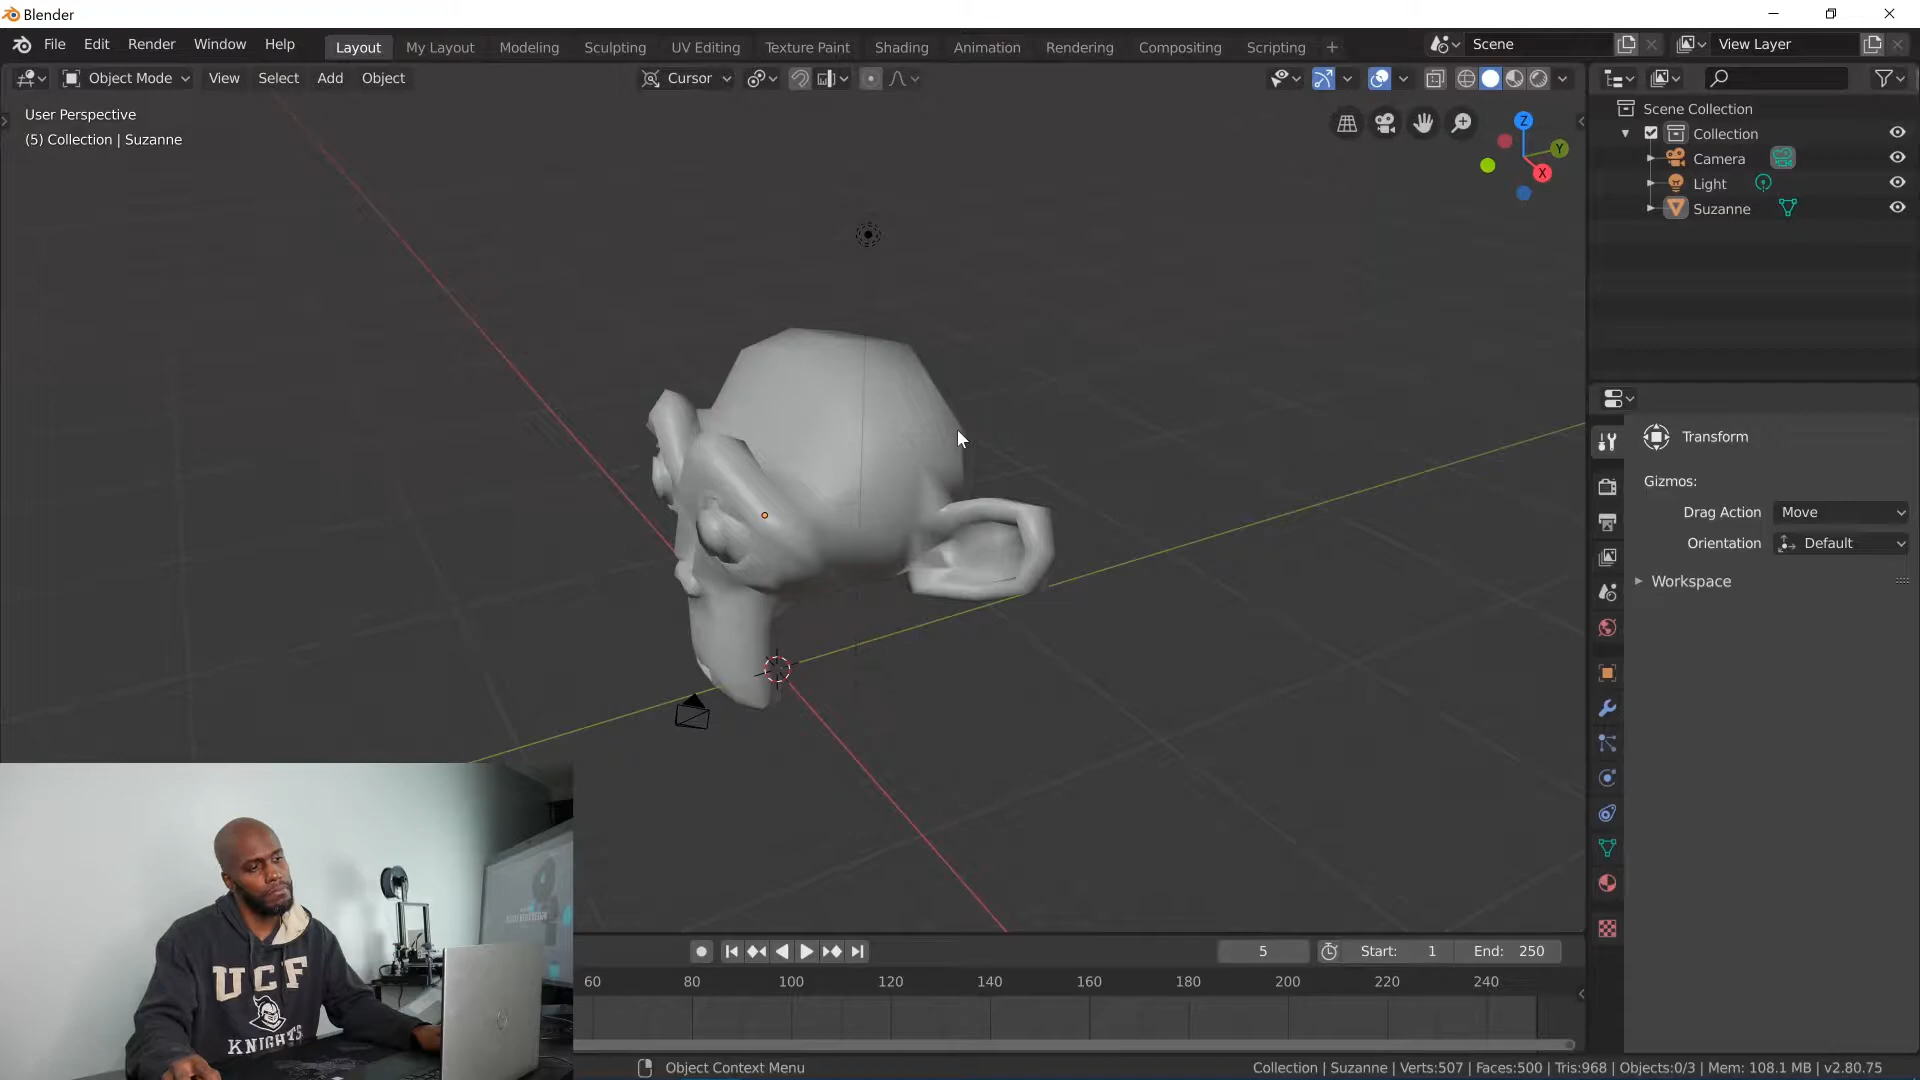 Blender
File Edit Render Window Help Layout My Layout Modeling Sculpting UV Editing Texture Paint Shading Animation Rendering Compositing Scripting + Scene View Layer
Object Mode View Select Add Object Cursor
User Perspective
(5) Collection | Suzanne
Z
Y
X
Scene Collection
Collection
Camera
Light
Suzanne
Transform
Gizmos:
Drag Action Move
Orientation Default
Workspace
5 Start: 1 End: 250
60 80 100 120 140 160 180 200 220 240
UCF
KNIGHTS
Object Context Menu Collection | Suzanne | Verts:507 | Faces:500 | Tris:968 | Objects:0/3 | Mem: 108.1 MB | v2.80.75